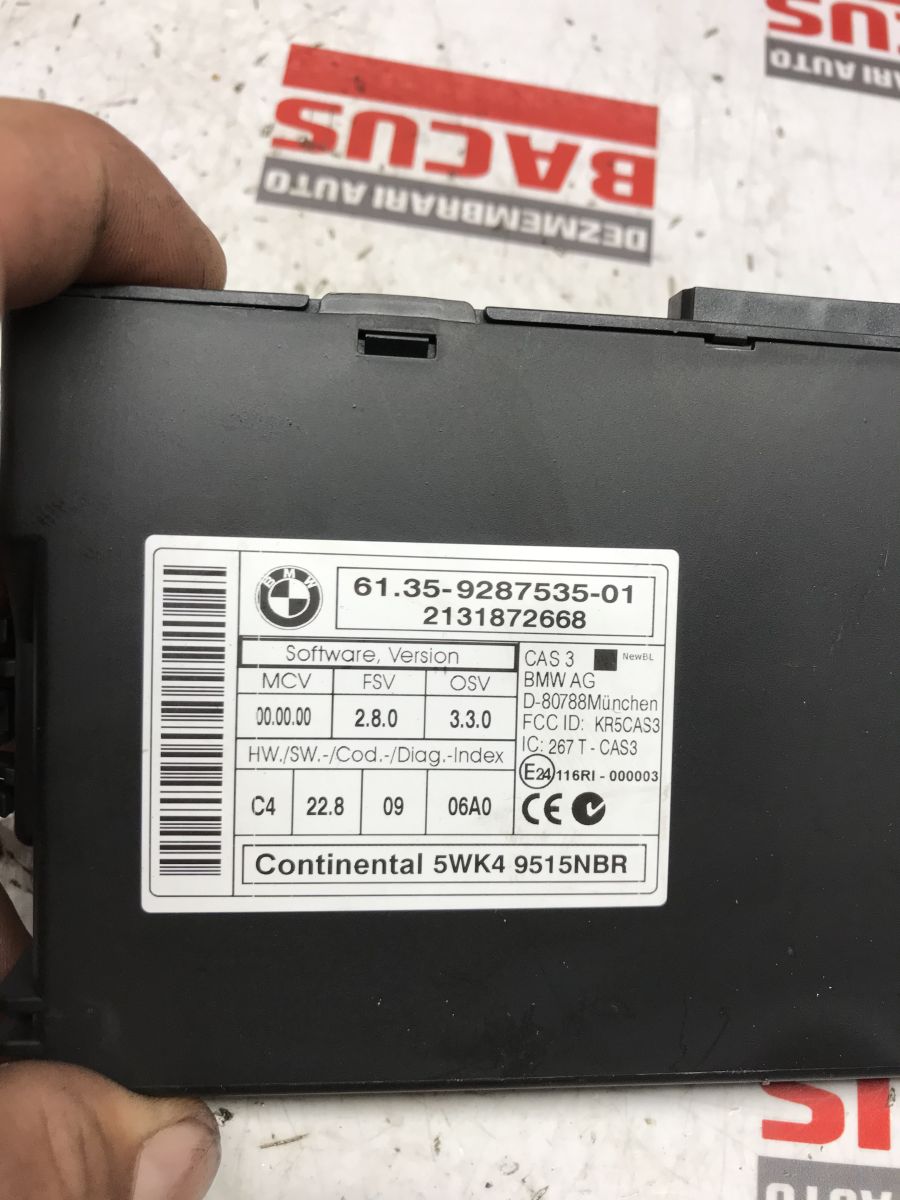 BACUS
DEZMEMBRARI AUTO
BMW
61.35-9287535-01
2131872668
Software, Version
MCV FSV OSV
00.00.00 2.8.0 3.3.0
HW./SW.-/Cod.-/Diag.-Index
C4 22.8 09 06A0
CAS 3 NewBL
BMW AG
D-80788München
FCC ID: KR5CAS3
IC: 267 T - CAS3
E24 116RI - 000003
CE
Continental 5WK4 9515NBR